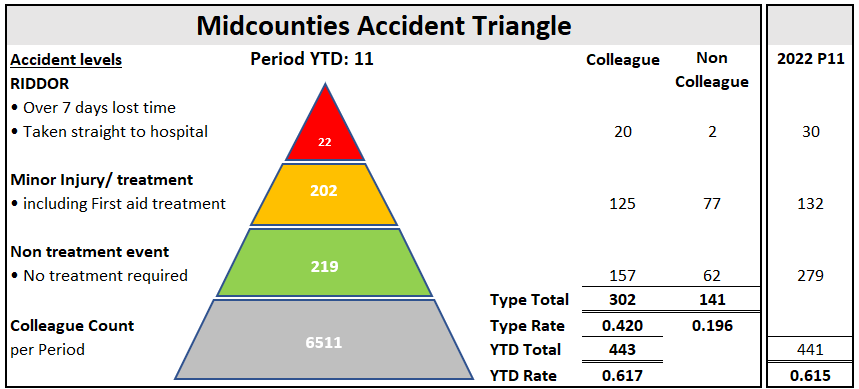 Midcounties Accident Triangle
Accident levels Period YTD: 11 Colleague Non Colleague 2022 P11
RIDDOR
• Over 7 days lost time
• Taken straight to hospital 22 20 2 30
Minor Injury/ treatment 202
• including First aid treatment 125 77 132
Non treatment event 219
• No treatment required 157 62 279
Type Total 302 141
Colleague Count Type Rate 0.420 0.196
per Period 6511 YTD Total 443 441
YTD Rate 0.617 0.615